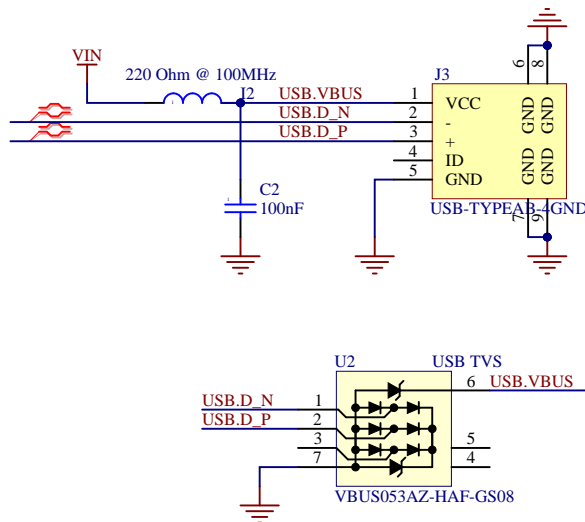 VIN
220 Ohm @ 100MHz
J2
USB.VBUS
USB.D_N
USB.D_P
J3
1
2
3
4
5
VCC
-
+
ID
GND
6
8
GND
GND
GND
GND
7
9
USB-TYPEAB-4GND
1
C2
100nF
1
U2
USB TVS
USB.D_N
USB.D_P
1
2
3
7
6
USB.VBUS
5
4
VBUS053AZ-HAF-GS08